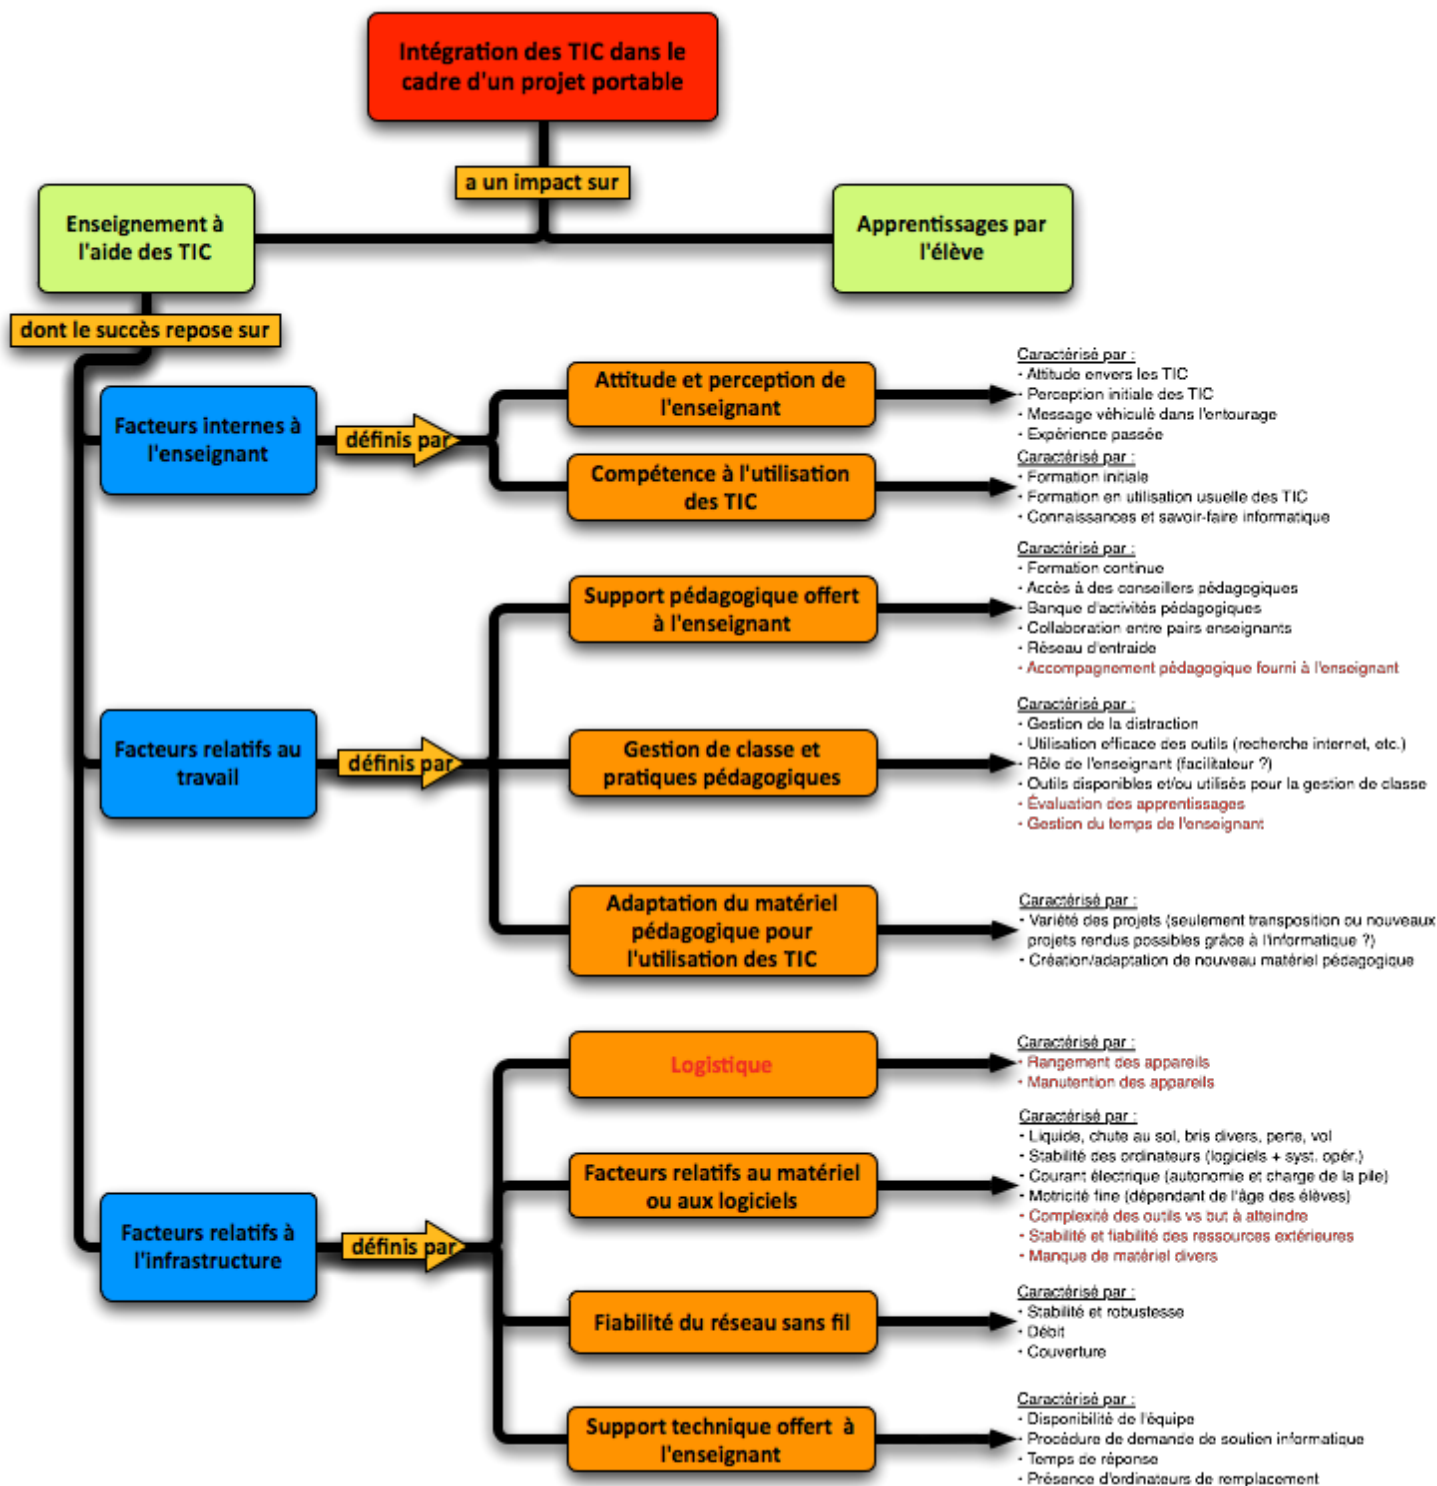 Intégration des TIC dans le
cadre d'un projet portable
a un impact sur
Enseignement à
l'aide des TIC
Apprentissages par
l'élève
dont le succès repose sur
Facteurs internes à
l'enseignant
définis par
Attitude et perception de
l'enseignant
Caractérisé par :
- Attitude envers les TIC
- Perception initiale des TIC
- Message véhiculé dans l'entourage
- Expérience passée
Compétence à l'utilisation
des TIC
Caractérisé par :
- Formation initiale
- Formation en utilisation usuelle des TIC
- Connaissances et savoir-faire informatique
Facteurs relatifs au
travail
définis par
Support pédagogique offert
à l'enseignant
Caractérisé par :
- Formation continue
- Accès à des conseillers pédagogiques
- Banque d'activités pédagogiques
- Collaboration entre pairs enseignants
- Réseau d'entraide
- Accompagnement pédagogique fourni à l'enseignant
Gestion de classe et
pratiques pédagogiques
Caractérisé par :
- Gestion de la distraction
- Utilisation efficace des outils (recherche internet, etc.)
- Rôle de l'enseignant (facilitateur ?)
- Outils disponibles et/ou utilisés pour la gestion de classe
- Évaluation des apprentissages
- Gestion du temps de l'enseignant
Adaptation du matériel
pédagogique pour
l'utilisation des TIC
Caractérisé par :
- Variété des projets (seulement transposition ou nouveaux
projets rendus possibles grâce à l'informatique ?)
- Création/adaptation de nouveau matériel pédagogique
Facteurs relatifs à
l'infrastructure
définis par
Logistique
Caractérisé par :
- Rangement des appareils
- Manutention des appareils
Facteurs relatifs au matériel
ou aux logiciels
Caractérisé par :
- Liquide, chute au sol, bris divers, perte, vol
- Stabilité des ordinateurs (logiciels + syst. opér.)
- Courant électrique (autonomie et charge de la pile)
- Motricité fine (dépendant de l'âge des élèves)
- Complexité des outils vs but à atteindre
- Stabilité et fiabilité des ressources extérieures
- Manque de matériel divers
Fiabilité du réseau sans fil
Caractérisé par :
- Stabilité et robustesse
- Débit
- Couverture
Support technique offert à
l'enseignant
Caractérisé par :
- Disponibilité de l'équipe
- Procédure de demande de soutien informatique
- Temps de réponse
- Présence d'ordinateurs de remplacement